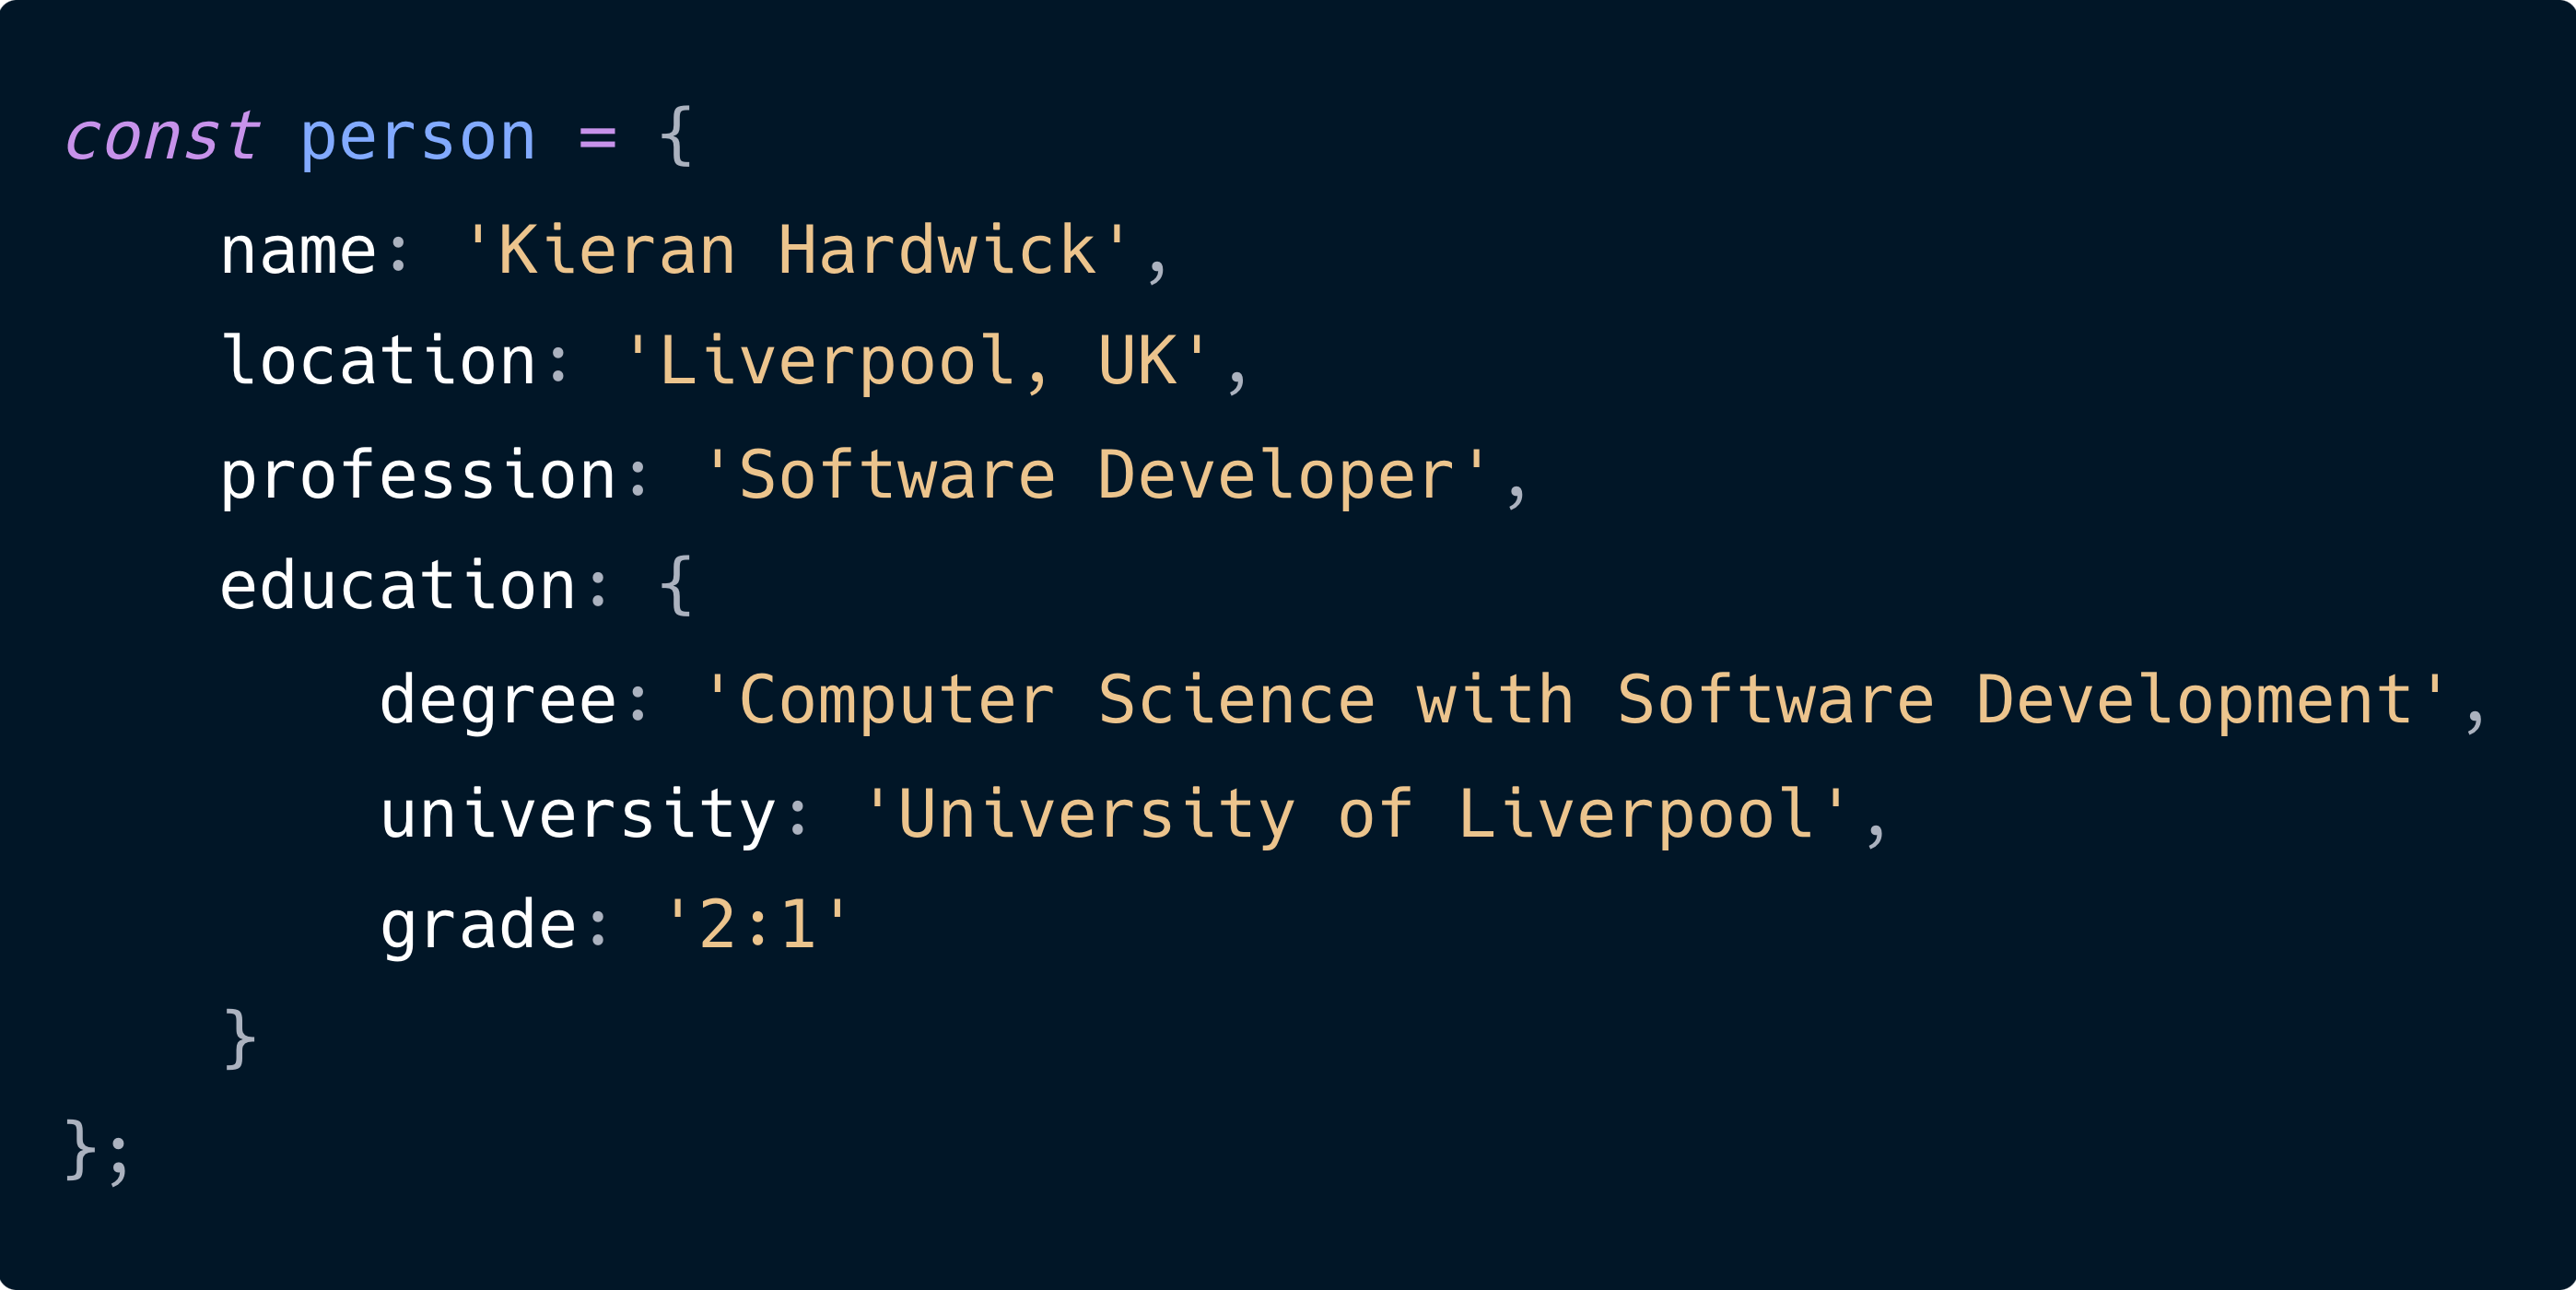 const person = {
    name: 'Kieran Hardwick',
    location: 'Liverpool, UK',
    profession: 'Software Developer',
    education: {
        degree: 'Computer Science with Software Development',
        university: 'University of Liverpool',
        grade: '2:1'
    }
};